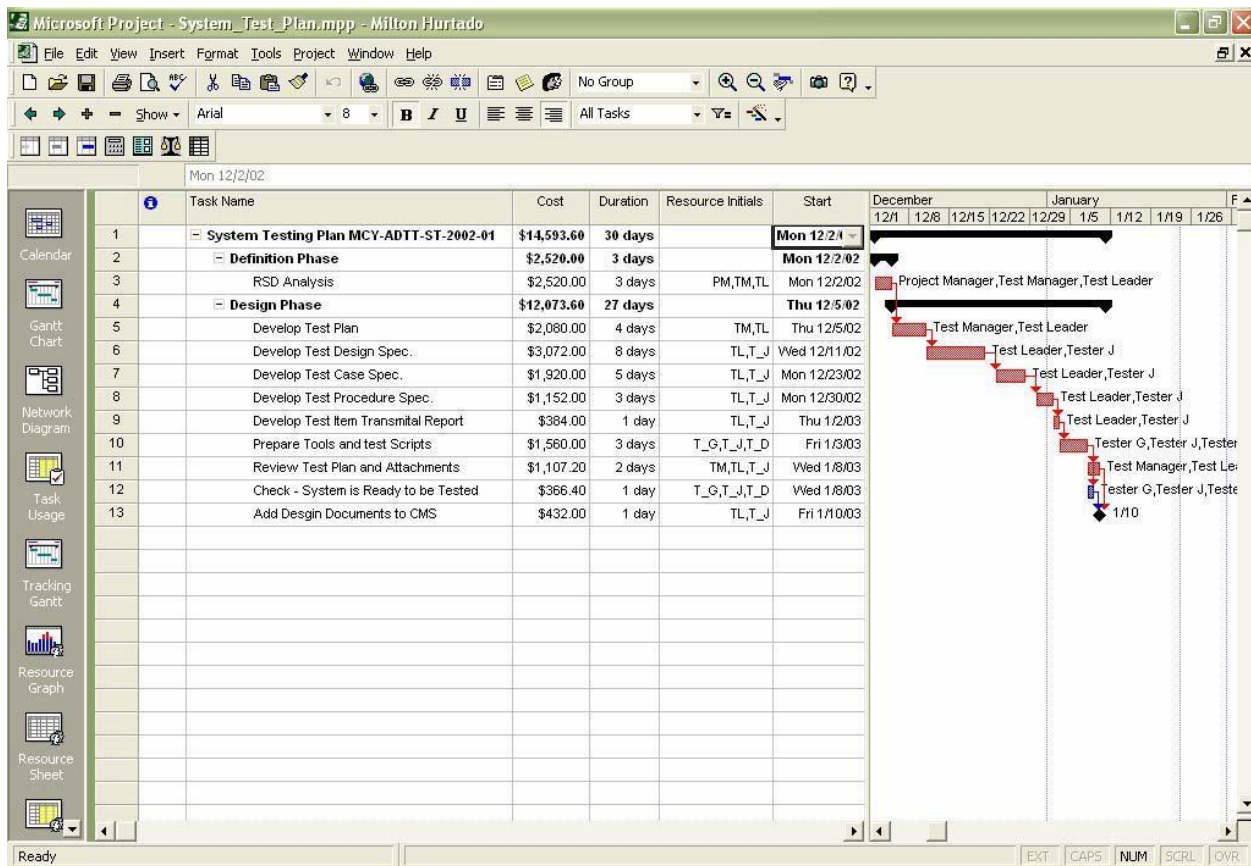 Microsoft Project - System_Test_Plan.mpp - Milton Hurtado
File Edit View Insert Format Tools Project Window Help
No Group
Show Arial 8 B I U All Tasks
Mon 12/2/02
Task Name Cost Duration Resource Initials Start December January F
12/1 12/8 12/15 12/22 12/29 1/5 1/12 1/19 1/26
1 System Testing Plan MCY-ADTT-ST-2002-01 $14,593.60 30 days Mon 12/2/
2 Definition Phase $2,520.00 3 days Mon 12/2/02
3 RSD Analysis $2,520.00 3 days PM,TM,TL Mon 12/2/02 Project Manager,Test Manager,Test Leader
4 Design Phase $12,073.60 27 days Thu 12/5/02
5 Develop Test Plan $2,080.00 4 days TM,TL Thu 12/5/02 Test Manager,Test Leader
6 Develop Test Design Spec. $3,072.00 8 days TL,T_J Wed 12/11/02 Test Leader,Tester J
7 Develop Test Case Spec. $1,920.00 5 days TL,T_J Mon 12/23/02 Test Leader,Tester J
8 Develop Test Procedure Spec. $1,152.00 3 days TL,T_J Mon 12/30/02 Test Leader,Tester J
9 Develop Test Item Transmital Report $384.00 1 day TL,T_J Thu 1/2/03 Test Leader,Tester J
10 Prepare Tools and test Scripts $1,560.00 3 days T_G,T_J,T_D Fri 1/3/03 Tester G,Tester J,Tester
11 Review Test Plan and Attachments $1,107.20 2 days TM,TL,T_J Wed 1/8/03 Test Manager,Test Lea
12 Check - System is Ready to be Tested $366.40 1 day T_G,T_J,T_D Wed 1/8/03 Tester G,Tester J,Teste
13 Add Desgin Documents to CMS $432.00 1 day TL,T_J Fri 1/10/03 1/10
Calendar
Gantt
Chart
Network
Diagram
Task
Usage
Tracking
Gantt
Resource
Graph
Resource
Sheet
Ready EXT CAPS NUM SCRL OVR